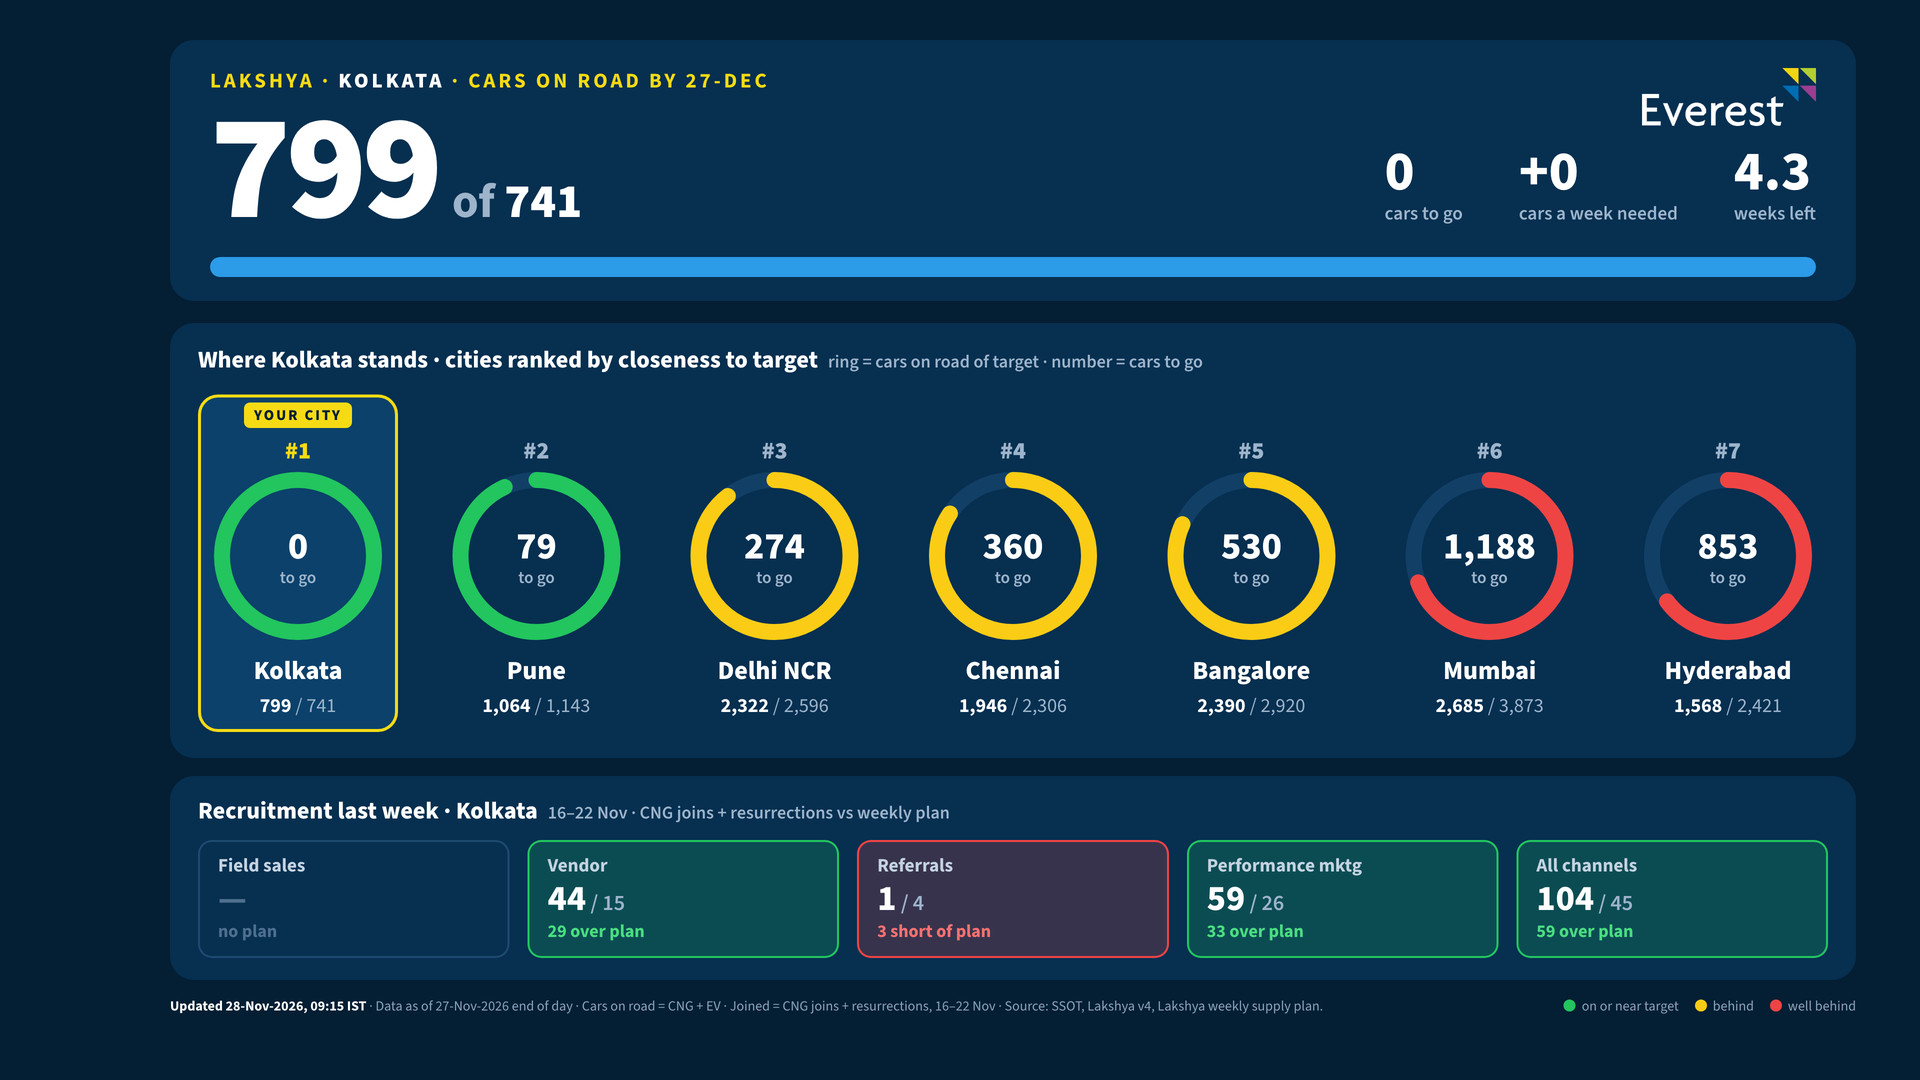 LAKSHYA · KOLKATA · CARS ON ROAD BY 27-DEC
Everest
799 of 741
0
cars to go
+0
cars a week needed
4.3
weeks left
Where Kolkata stands · cities ranked by closeness to target ring = cars on road of target · number = cars to go
YOUR CITY
#1
0
to go
Kolkata
799 / 741
#2
79
to go
Pune
1,064 / 1,143
#3
274
to go
Delhi NCR
2,322 / 2,596
#4
360
to go
Chennai
1,946 / 2,306
#5
530
to go
Bangalore
2,390 / 2,920
#6
1,188
to go
Mumbai
2,685 / 3,873
#7
853
to go
Hyderabad
1,568 / 2,421
Recruitment last week · Kolkata 16–22 Nov · CNG joins + resurrections vs weekly plan
Field sales
—
no plan
Vendor
44 / 15
29 over plan
Referrals
1 / 4
3 short of plan
Performance mktg
59 / 26
33 over plan
All channels
104 / 45
59 over plan
Updated 28-Nov-2026, 09:15 IST · Data as of 27-Nov-2026 end of day · Cars on road = CNG + EV · Joined = CNG joins + resurrections, 16–22 Nov · Source: SSOT, Lakshya v4, Lakshya weekly supply plan.
on or near target
behind
well behind